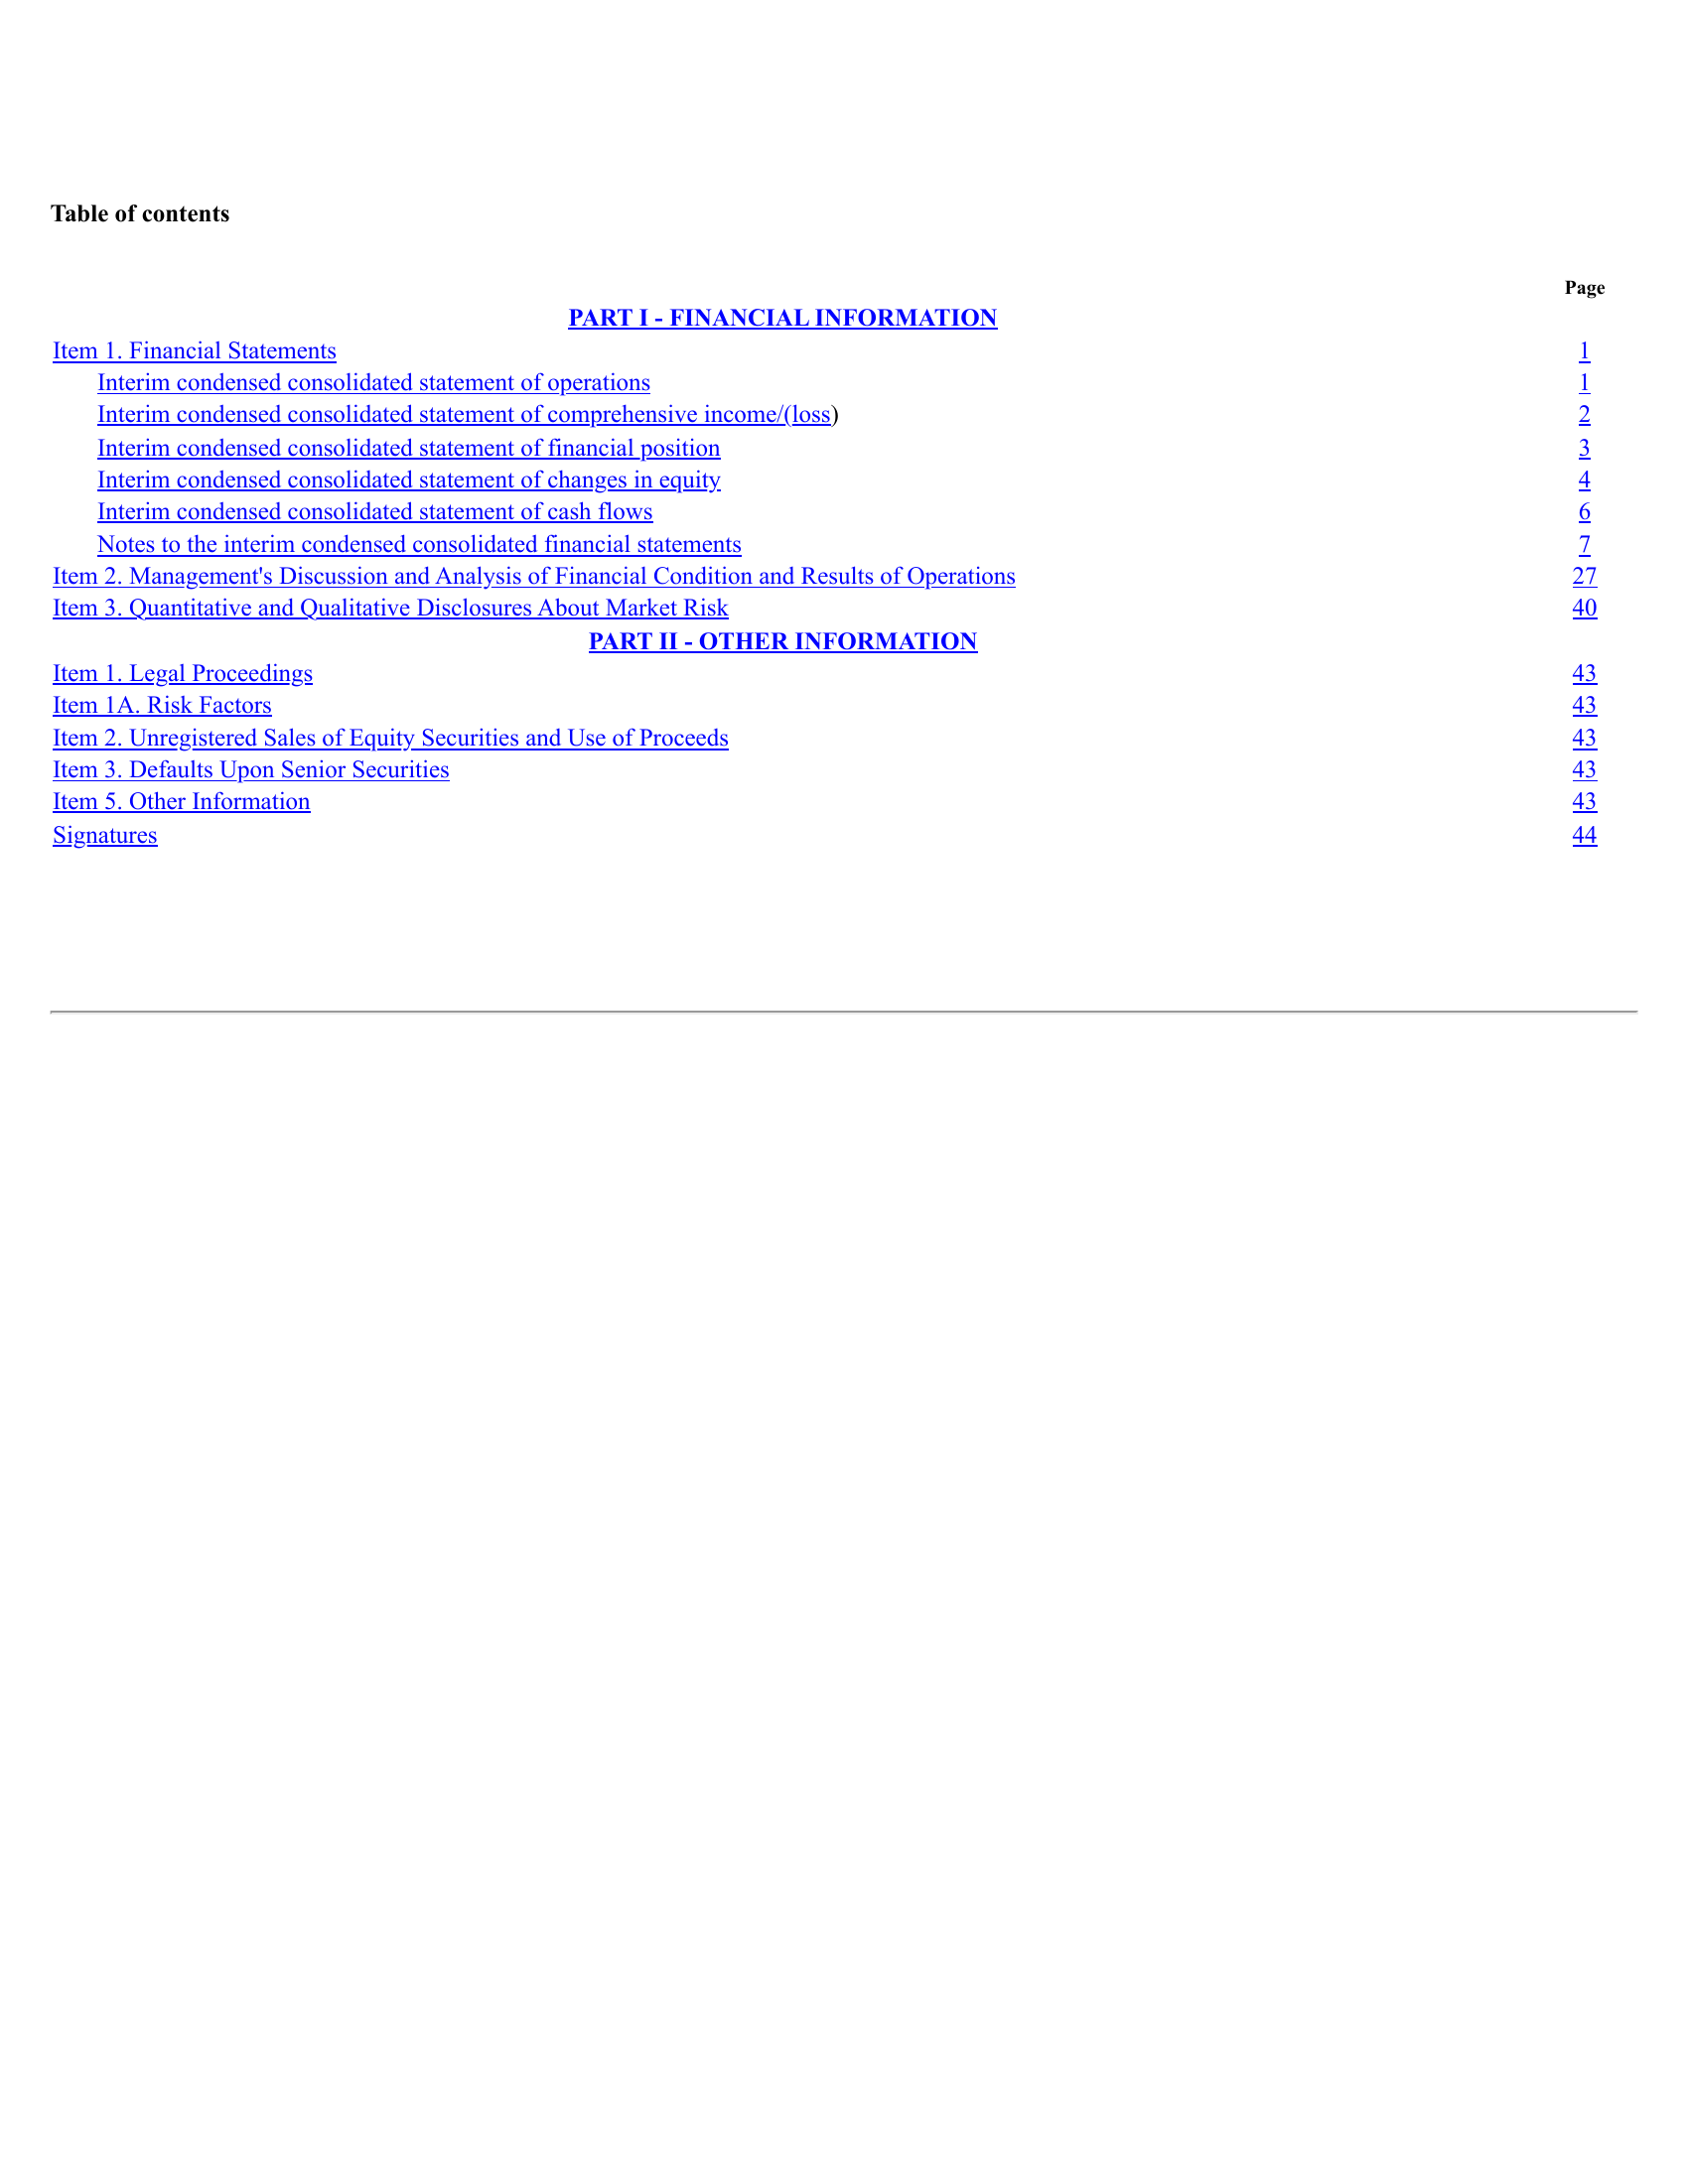 Table of contents
Page
PART I - FINANCIAL INFORMATION
Item 1. Financial Statements 1
Interim condensed consolidated statement of operations 1
Interim condensed consolidated statement of comprehensive income/(loss) 2
Interim condensed consolidated statement of financial position 3
Interim condensed consolidated statement of changes in equity 4
Interim condensed consolidated statement of cash flows 6
Notes to the interim condensed consolidated financial statements 7
Item 2. Management's Discussion and Analysis of Financial Condition and Results of Operations 27
Item 3. Quantitative and Qualitative Disclosures About Market Risk 40
PART II - OTHER INFORMATION
Item 1. Legal Proceedings 43
Item 1A. Risk Factors 43
Item 2. Unregistered Sales of Equity Securities and Use of Proceeds 43
Item 3. Defaults Upon Senior Securities 43
Item 5. Other Information 43
Signatures 44